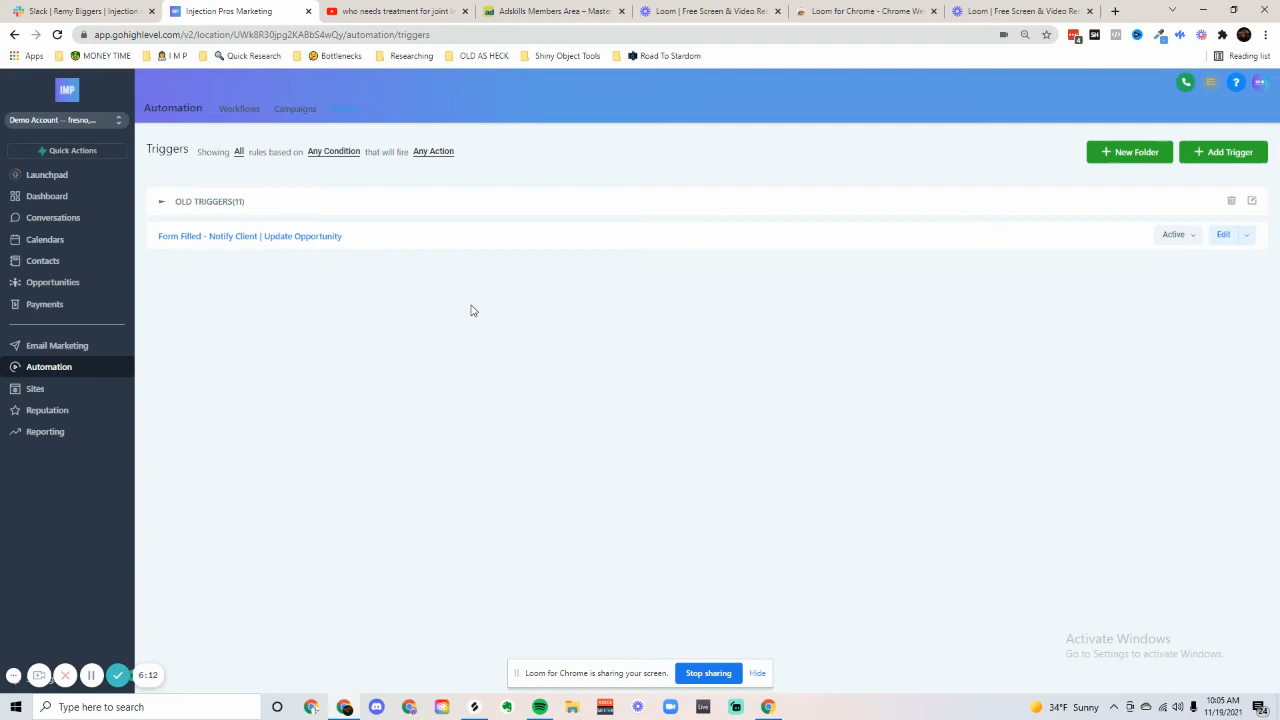 Slack | Remy Biggers | Injection
Injection Pro Marketing
who needs treatment for joint in
Adskills Members Area – Master
Loom | Free Screen & Video Rec
Loom for Chrome - Chrome We
Loom | Free Screen & Video Rec
app.gohighlevel.com/v2/location/UWk8R30jpg2KABbS4wQy/automation/triggers
Apps MONEY TIME I M P Quick Research Bottlenecks Researching OLD AS HECK Shiny Object Tools Road To Stardom Reading list
IMP
Automation Workflows Campaigns
Demo Account -- fresno,...
Quick Actions
Triggers Showing All rules based on Any Condition that will fire Any Action
+ New Folder + Add Trigger
Launchpad
Dashboard
Conversations
Calendars
Contacts
Opportunities
Payments
Email Marketing
Automation
Sites
Reputation
Reporting
OLD TRIGGERS(11)
Form Filled - Notify Client | Update Opportunity Active Edit
Activate Windows
Go to Settings to activate Windows.
6:12
Loom for Chrome is sharing your screen. Stop sharing Hide
Type here to search
34°F Sunny
10:05 AM
11/19/2021